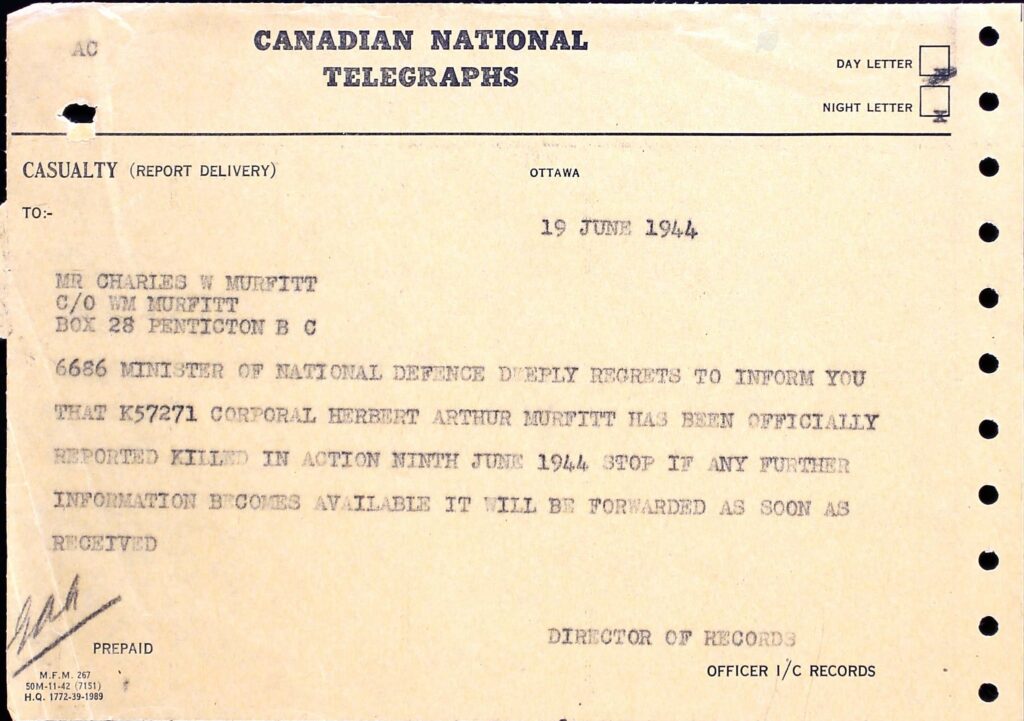 AC
CANADIAN NATIONAL
TELEGRAPHS
DAY LETTER
NIGHT LETTER X
CASUALTY (REPORT DELIVERY)
OTTAWA
TO:-
19 JUNE 1944
MR CHARLES W MURFITT
C/O WM MURFITT
BOX 28 PENTICTON B C
6686 MINISTER OF NATIONAL DEFENCE DEEPLY REGRETS TO INFORM YOU
THAT K57271 CORPORAL HERBERT ARTHUR MURFITT HAS BEEN OFFICIALLY
REPORTED KILLED IN ACTION NINTH JUNE 1944 STOP IF ANY FURTHER
INFORMATION BECOMES AVAILABLE IT WILL BE FORWARDED AS SOON AS
RECEIVED
DIRECTOR OF RECORDS
PREPAID
OFFICER I/C RECORDS
M.F.M. 267
50M-11-42 (7151)
H.Q. 1772-39-1989